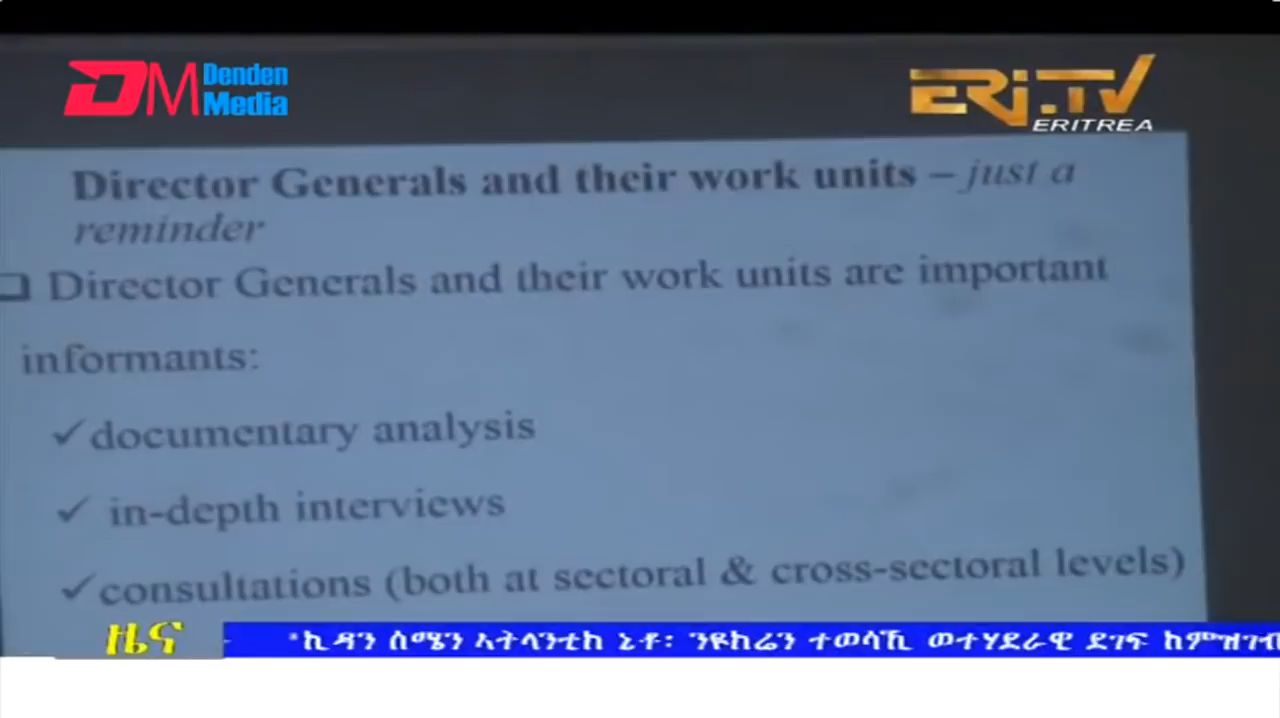 DM Denden Media
ERi.TV
ERITREA
Director Generals and their work units – just a
reminder
❑ Director Generals and their work units are important
informants:
✓ documentary analysis
✓ in-depth interviews
✓ consultations (both at sectoral & cross-sectoral levels)
ዜና
*ኪዳን ሰሜን ኣትላንቲክ ኔቶ፡ ንዩክሬን ተወሳኺ ወተሃደራዊ ደገፍ ከምዝገብ